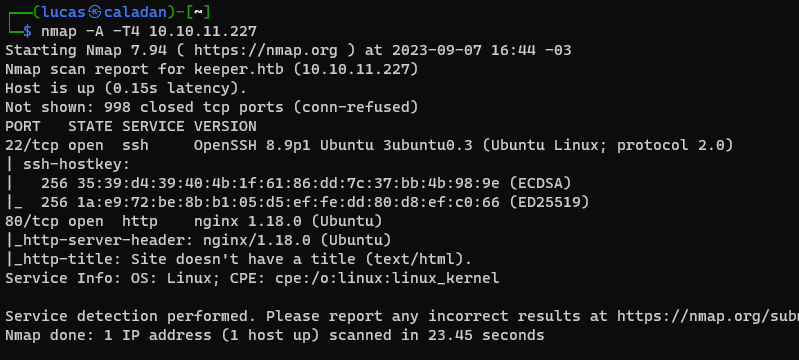 ┌──(lucas㉿caladan)-[~]
└─$ nmap -A -T4 10.10.11.227
Starting Nmap 7.94 ( https://nmap.org ) at 2023-09-07 16:44 -03
Nmap scan report for keeper.htb (10.10.11.227)
Host is up (0.15s latency).
Not shown: 998 closed tcp ports (conn-refused)
PORT   STATE SERVICE VERSION
22/tcp open  ssh     OpenSSH 8.9p1 Ubuntu 3ubuntu0.3 (Ubuntu Linux; protocol 2.0)
| ssh-hostkey:
|   256 35:39:d4:39:40:4b:1f:61:86:dd:7c:37:bb:4b:98:9e (ECDSA)
|_  256 1a:e9:72:be:8b:b1:05:d5:ef:fe:dd:80:d8:ef:c0:66 (ED25519)
80/tcp open  http    nginx 1.18.0 (Ubuntu)
|_http-server-header: nginx/1.18.0 (Ubuntu)
|_http-title: Site doesn't have a title (text/html).
Service Info: OS: Linux; CPE: cpe:/o:linux:linux_kernel

Service detection performed. Please report any incorrect results at https://nmap.org/sub
Nmap done: 1 IP address (1 host up) scanned in 23.45 seconds